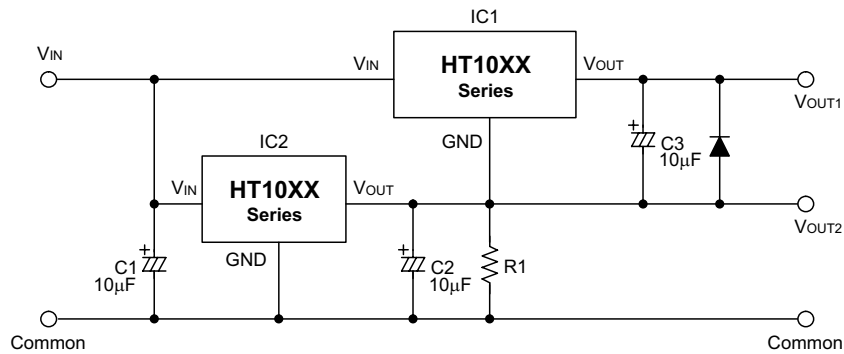 IC1
VIN
VIN
HT10XX
Series
VOUT
VOUT1
GND
C3
10μF
IC2
VIN
HT10XX
Series
VOUT
VOUT2
GND
C1
10μF
C2
10μF
R1
Common
Common